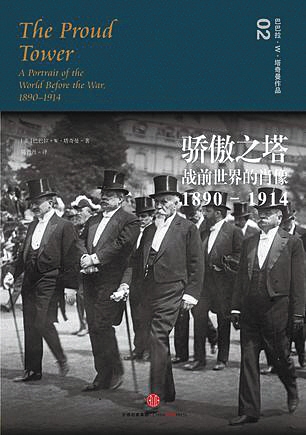 The Proud
Tower
A Portrait of the
World Before the War,
1890–1914
巴巴拉·W·塔奇曼作品
02
[美]巴巴拉·W·塔奇曼·著
骄傲之塔
战前世界的肖像
1890 - 1914
中信出版集团